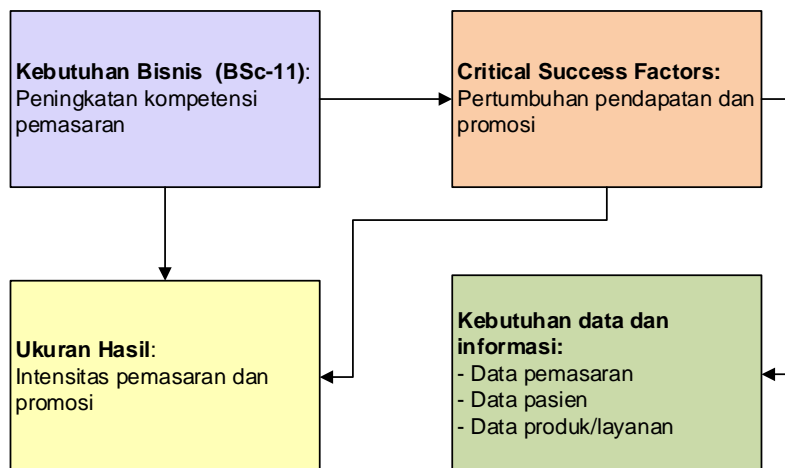 Kebutuhan Bisnis (BSc-11):
Peningkatan kompetensi
pemasaran
Critical Success Factors:
Pertumbuhan pendapatan dan
promosi
Ukuran Hasil:
Intensitas pemasaran dan
promosi
Kebutuhan data dan
informasi:
- Data pemasaran
- Data pasien
- Data produk/layanan